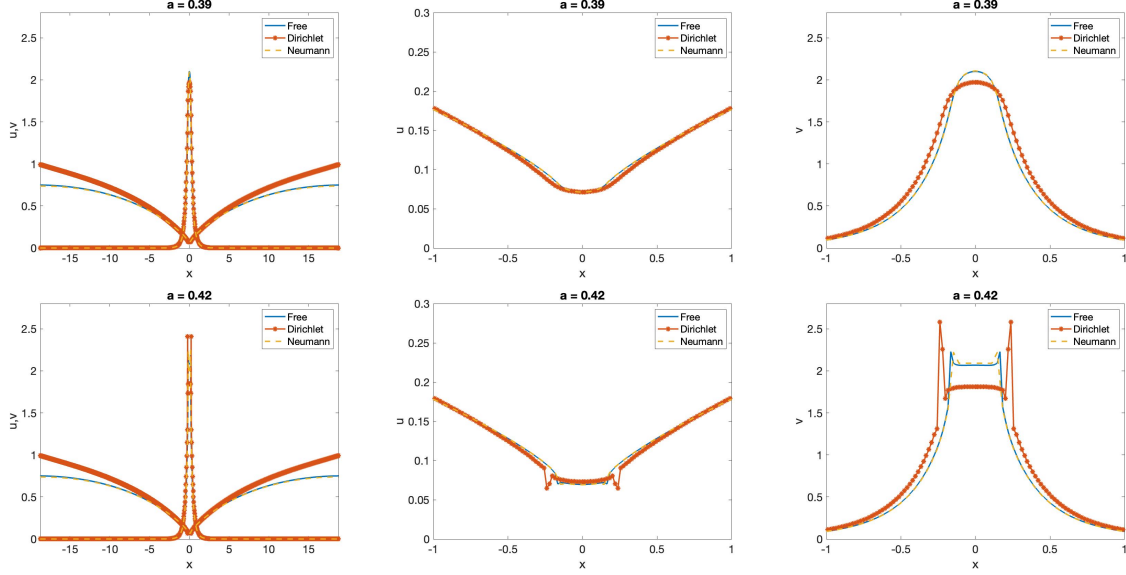 a = 0.39
2.5
2
1.5
1
0.5
0
u,v
-15 -10 -5 0 5 10 15
x
Free
Dirichlet
Neumann
a = 0.39
0.3
0.25
0.2
0.15
0.1
0.05
0
u
-1 -0.5 0 0.5 1
x
Free
Dirichlet
Neumann
a = 0.39
2.5
2
1.5
1
0.5
0
v
-1 -0.5 0 0.5 1
x
Free
Dirichlet
Neumann
a = 0.42
2.5
2
1.5
1
0.5
0
u,v
-15 -10 -5 0 5 10 15
x
Free
Dirichlet
Neumann
a = 0.42
0.3
0.25
0.2
0.15
0.1
0.05
0
u
-1 -0.5 0 0.5 1
x
Free
Dirichlet
Neumann
a = 0.42
2.5
2
1.5
1
0.5
0
v
-1 -0.5 0 0.5 1
x
Free
Dirichlet
Neumann